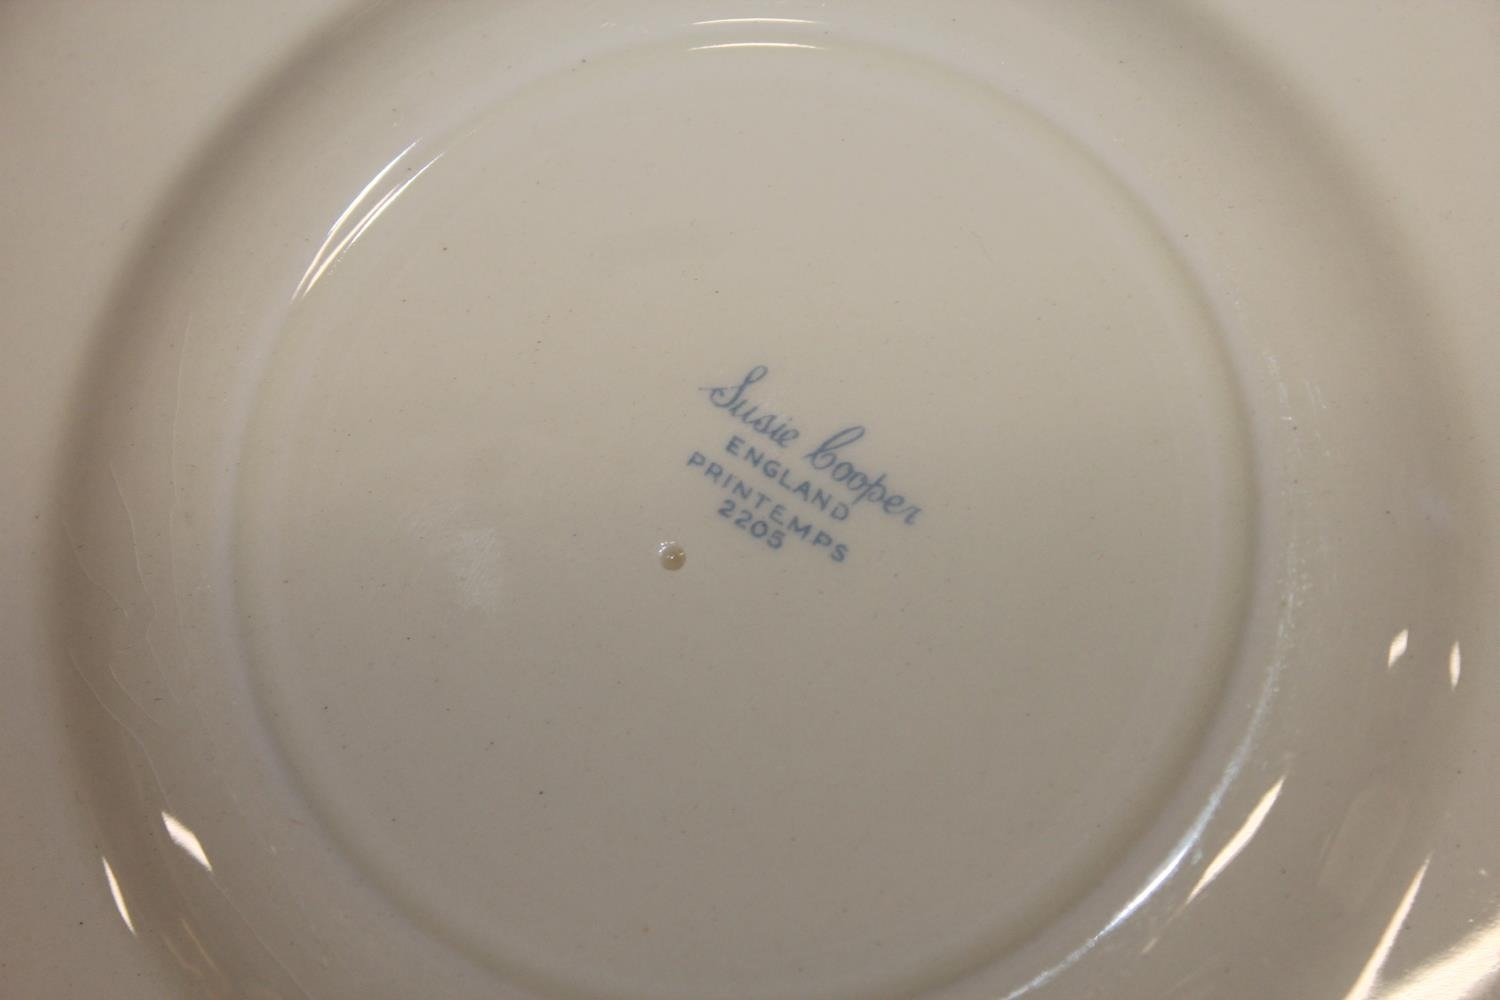 Susie Cooper
ENGLAND
PRINTEMPS
2205